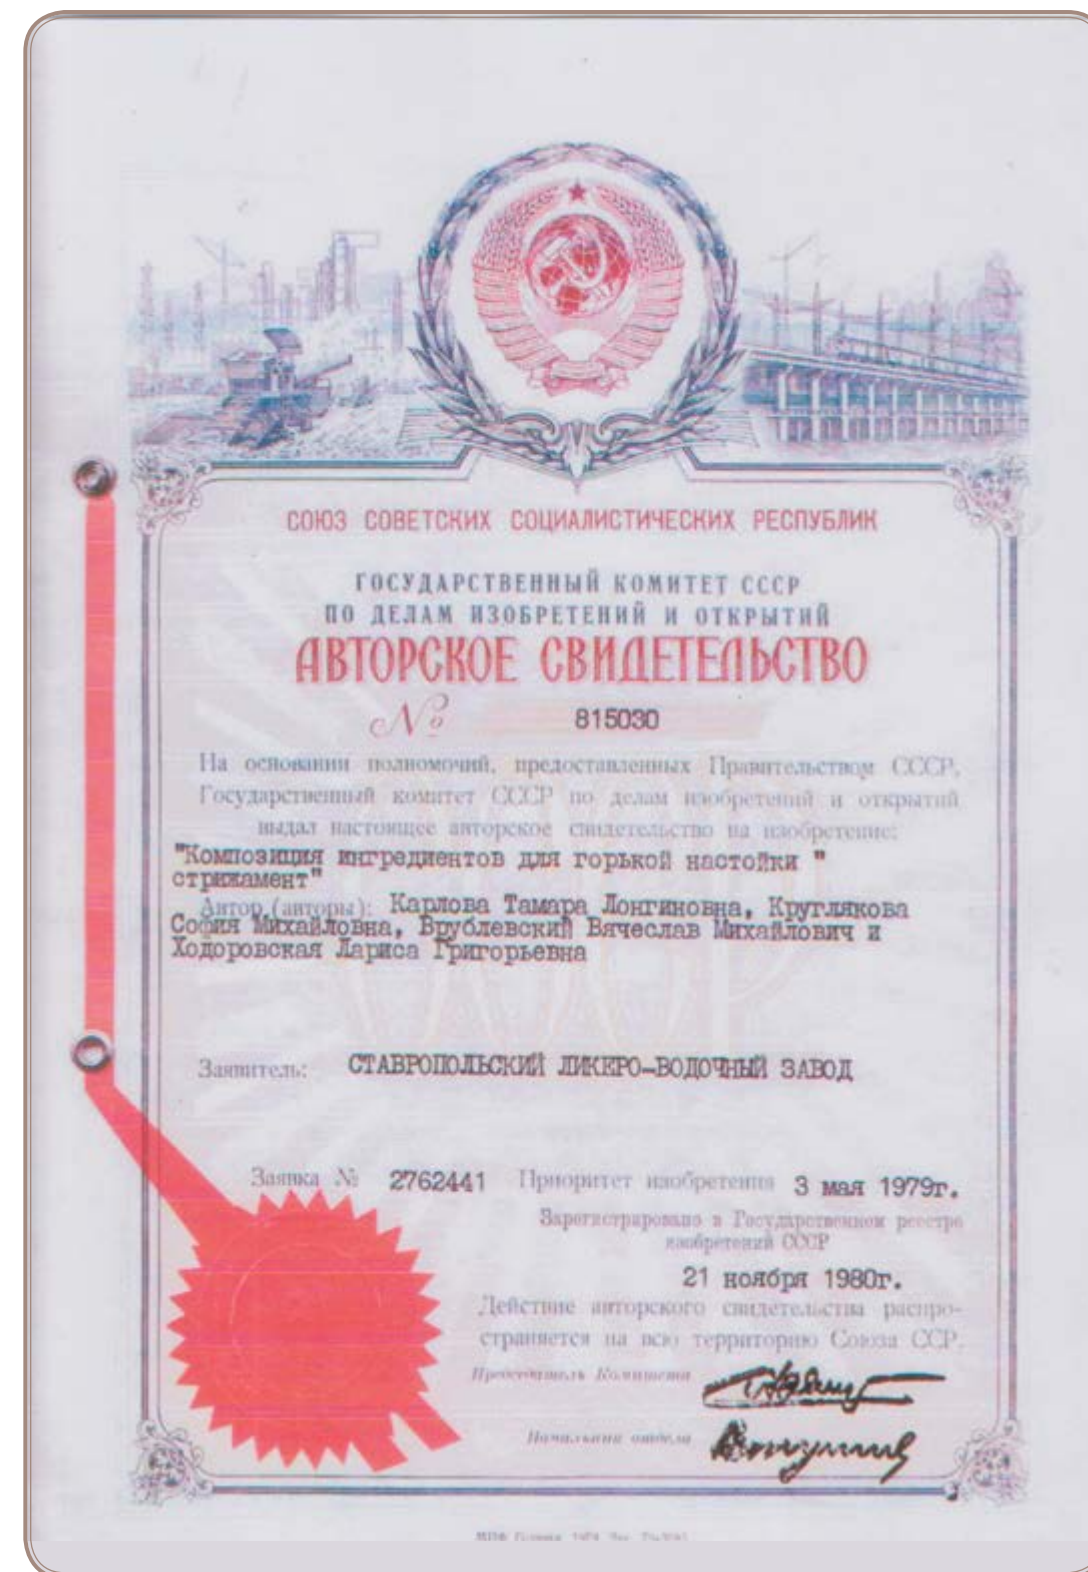 СОЮЗ СОВЕТСКИХ СОЦИАЛИСТИЧЕСКИХ РЕСПУБЛИК
ГОСУДАРСТВЕННЫЙ КОМИТЕТ СССР
ПО ДЕЛАМ ИЗОБРЕТЕНИЙ И ОТКРЫТИЙ
АВТОРСКОЕ СВИДЕТЕЛЬСТВО
№ 815030
На основании полномочий, предоставленных Правительством СССР,
Государственный комитет СССР по делам изобретений и открытий
выдал настоящее авторское свидетельство на изобретение:
"Композиция ингредиентов для горькой настойки "
стрижамент"
Автор (авторы): Карлова Тамара Лонгиновна, Круглякова
София Михайловна, Врублевский Вячеслав Михайлович и
Ходоровская Лариса Григорьевна
Заявитель: СТАВРОПОЛЬСКИЙ ЛИКЕРО-ВОДОЧНЫЙ ЗАВОД
Заявка № 2762441 Приоритет изобретения 3 мая 1979г.
Зарегистрировано в Государственном реестре
изобретений СССР
21 ноября 1980г.
Действие авторского свидетельства распро-
страняется на всю территорию Союза ССР.
Председатель Комитета
Начальник отдела